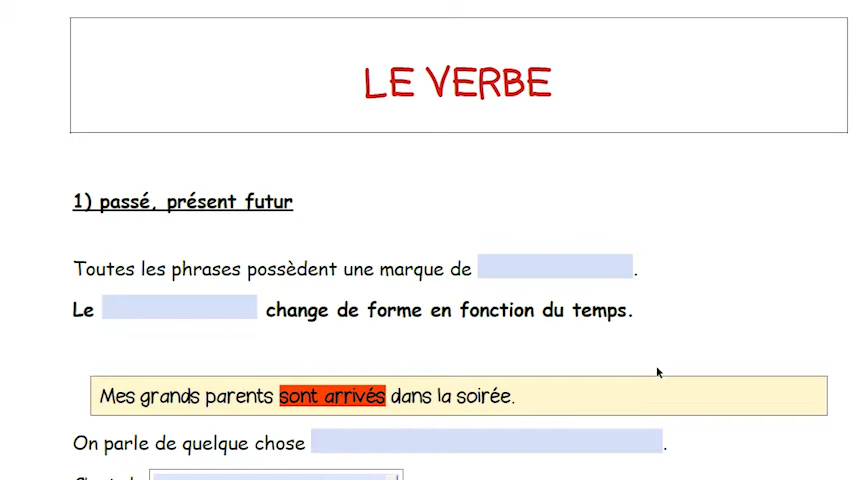 LE VERBE
1) passé, présent futur
Toutes les phrases possèdent une marque de .
Le change de forme en fonction du temps.
Mes grands parents sont arrivés dans la soirée.
On parle de quelque chose .